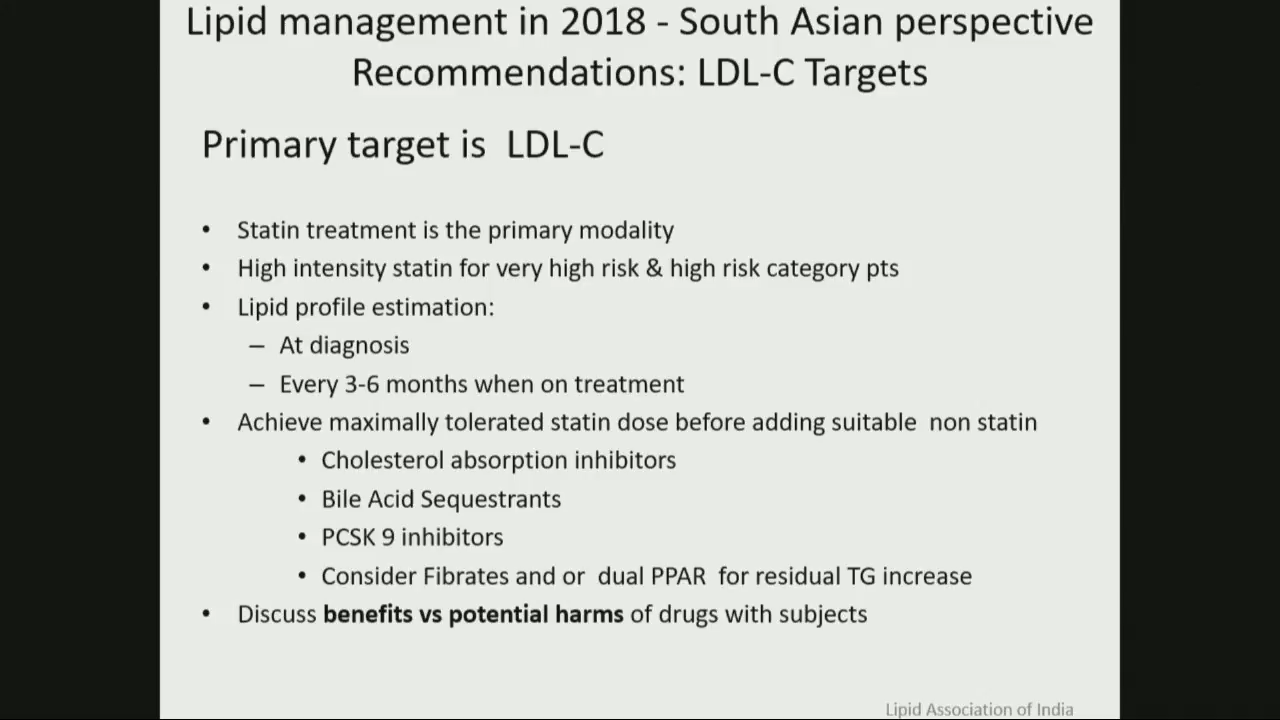 Lipid management in 2018 - South Asian perspective
Recommendations: LDL-C Targets
Primary target is LDL-C
• Statin treatment is the primary modality
• High intensity statin for very high risk & high risk category pts
• Lipid profile estimation:
– At diagnosis
– Every 3-6 months when on treatment
• Achieve maximally tolerated statin dose before adding suitable non statin
• Cholesterol absorption inhibitors
• Bile Acid Sequestrants
• PCSK 9 inhibitors
• Consider Fibrates and or dual PPAR for residual TG increase
• Discuss benefits vs potential harms of drugs with subjects
Lipid Association of India